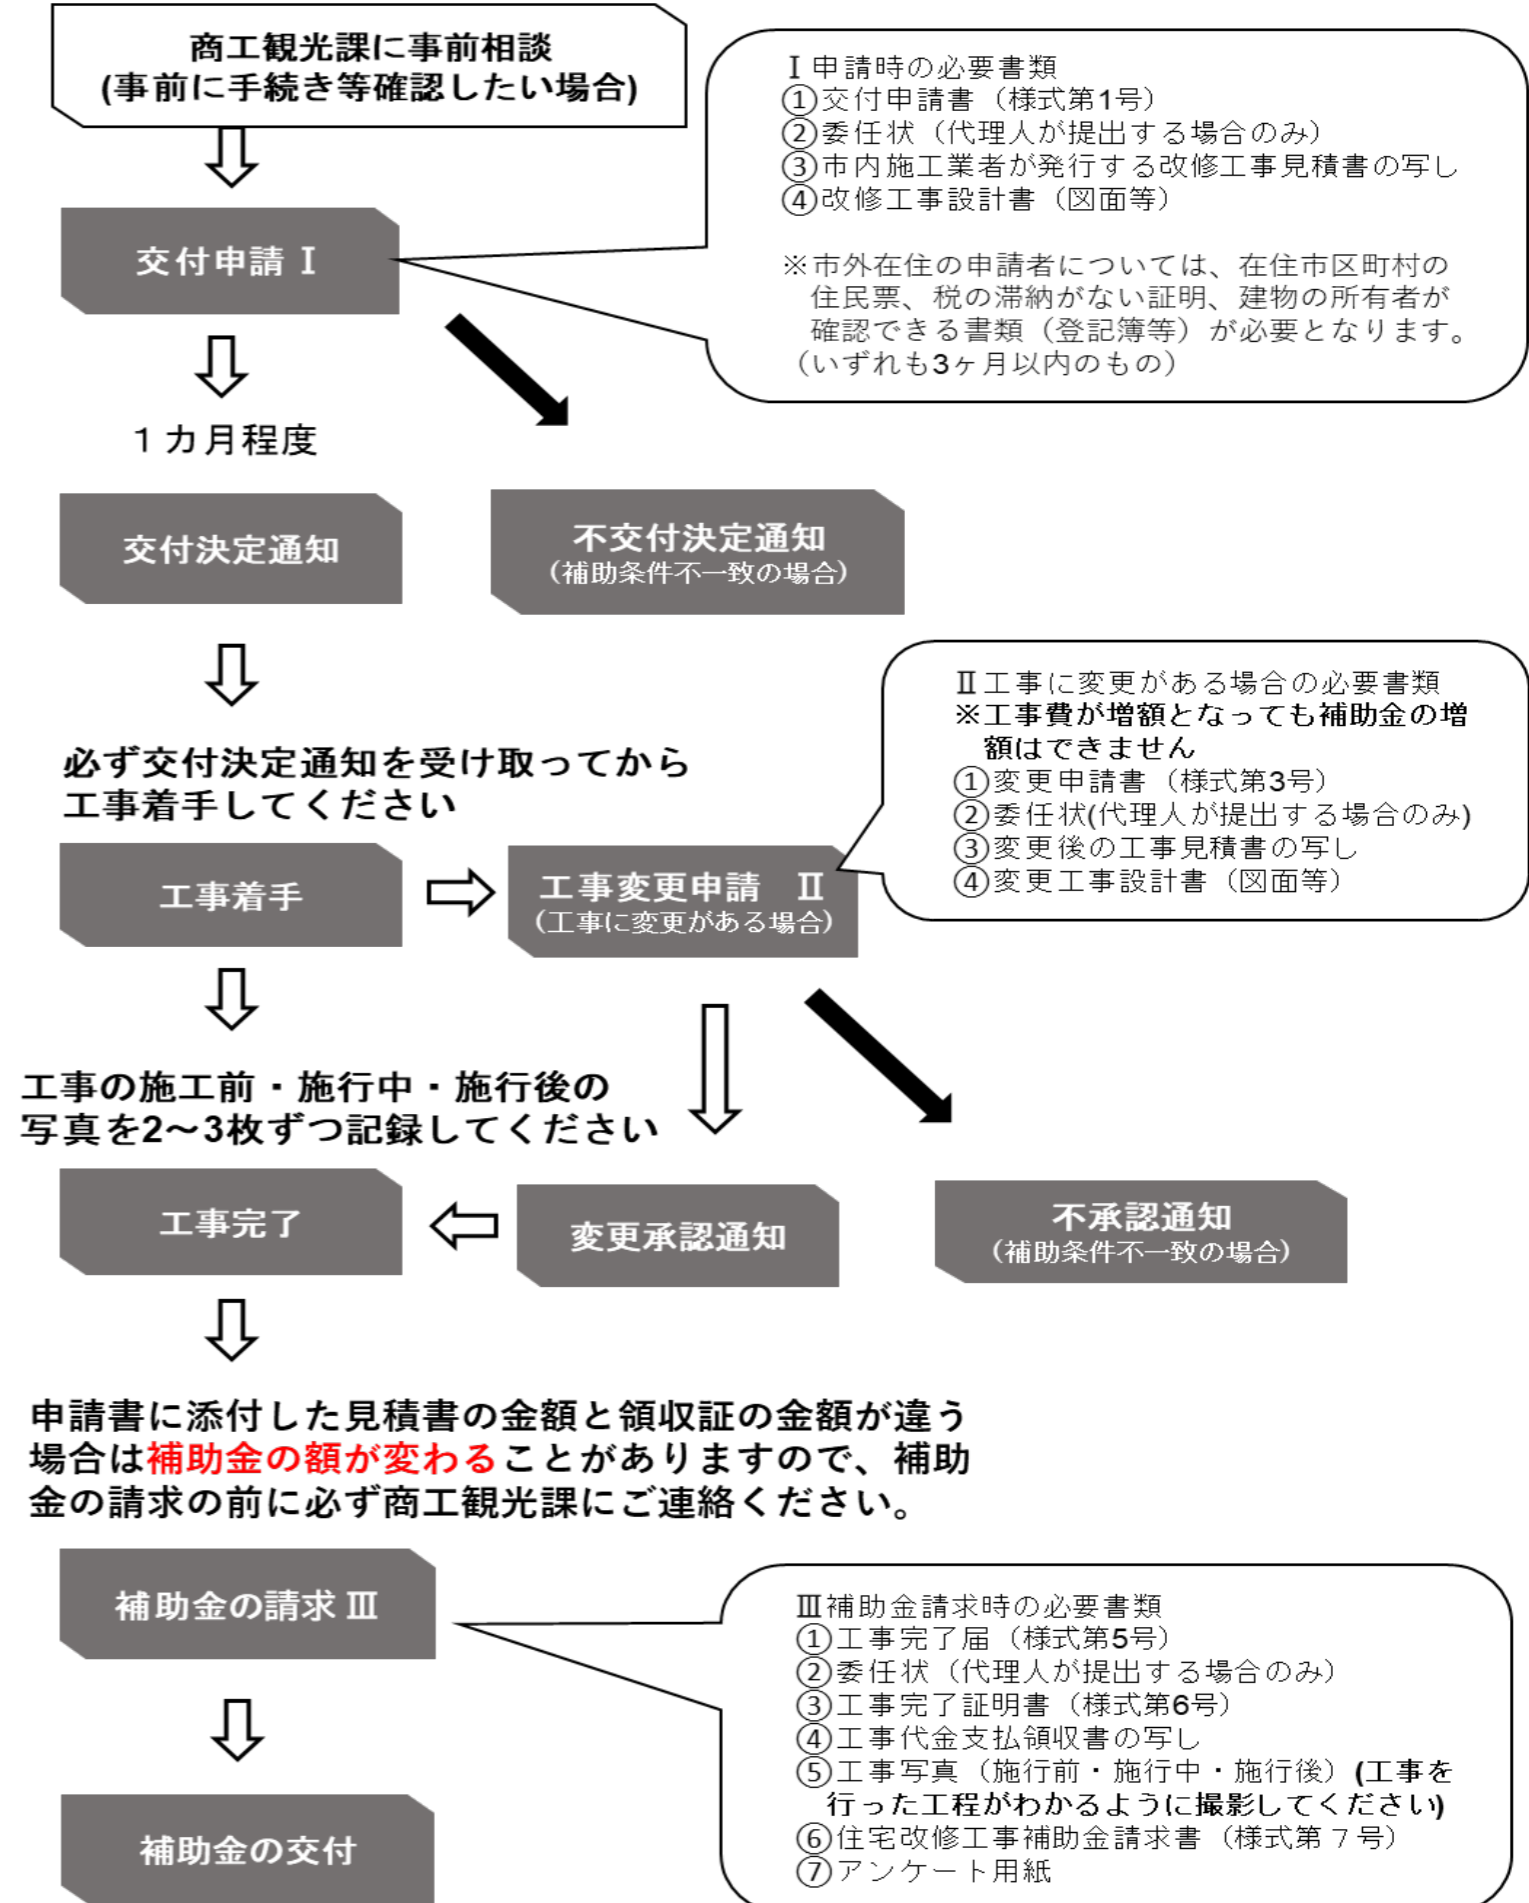 商工観光課に事前相談
(事前に手続き等確認したい場合)
Ⅰ申請時の必要書類
①交付申請書（様式第1号）
②委任状（代理人が提出する場合のみ）
③市内施工業者が発行する改修工事見積書の写し
④改修工事設計書（図面等）
※市外在住の申請者については、在住市区町村の
住民票、税の滞納がない証明、建物の所有者が
確認できる書類（登記簿等）が必要となります。
（いずれも3ヶ月以内のもの）
交付申請 Ⅰ
１カ月程度
交付決定通知
不交付決定通知
（補助条件不一致の場合）
必ず交付決定通知を受け取ってから
工事着手してください
Ⅱ工事に変更がある場合の必要書類
※工事費が増額となっても補助金の増
額はできません
①変更申請書（様式第3号）
②委任状(代理人が提出する場合のみ)
③変更後の工事見積書の写し
④変更工事設計書（図面等）
工事着手
工事変更申請　Ⅱ
（工事に変更がある場合）
工事の施工前・施行中・施行後の
写真を2～3枚ずつ記録してください
工事完了
変更承認通知
不承認通知
（補助条件不一致の場合）
申請書に添付した見積書の金額と領収証の金額が違う
場合は補助金の額が変わることがありますので、補助
金の請求の前に必ず商工観光課にご連絡ください。
補助金の請求 Ⅲ
Ⅲ補助金請求時の必要書類
①工事完了届（様式第5号）
②委任状（代理人が提出する場合のみ）
③工事完了証明書（様式第6号）
④工事代金支払領収書の写し
⑤工事写真（施行前・施行中・施行後）(工事を
行った工程がわかるように撮影してください)
⑥住宅改修工事補助金請求書（様式第７号）
⑦アンケート用紙
補助金の交付